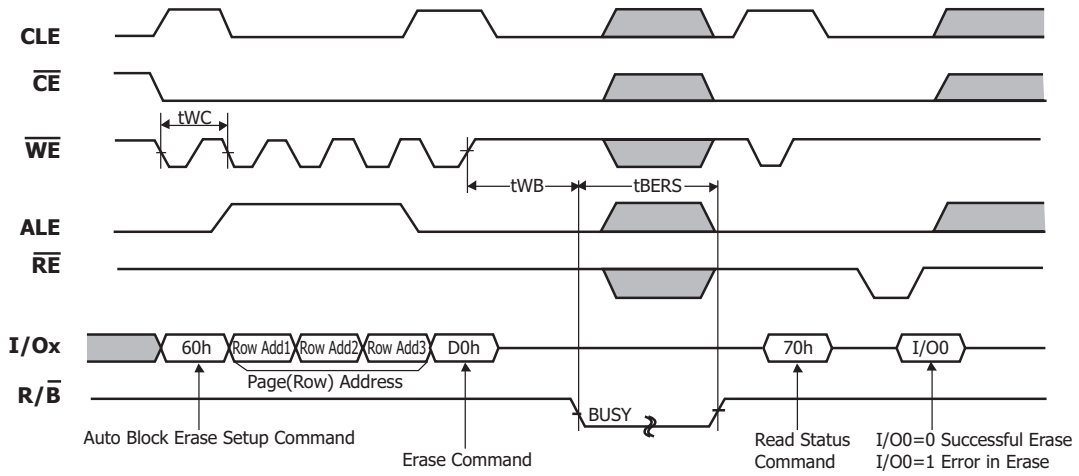 CLE
CE
tWC
WE
tWB
tBERS
ALE
RE
I/Ox
60h
Row Add1
Row Add2
Row Add3
D0h
70h
I/O0
Page(Row) Address
R/B
BUSY
Auto Block Erase Setup Command
Erase Command
Read Status
Command
I/O0=0 Successful Erase
I/O0=1 Error in Erase